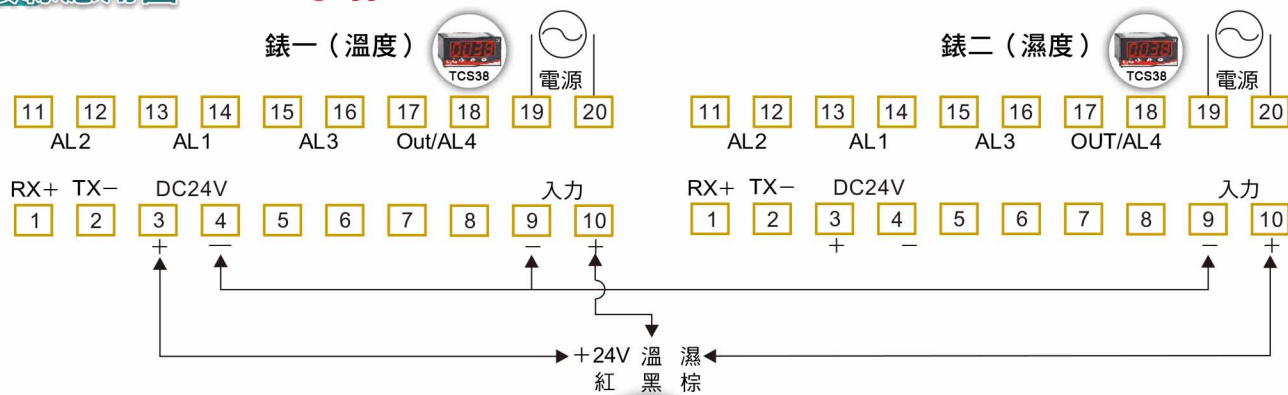 錶一（溫度）
TCS38
電源
11 12 13 14 15 16 17 18 19 20
AL2 AL1 AL3 Out/AL4
RX+ TX− DC24V 入力
1 2 3 4 5 6 7 8 9 10
+ − − +
錶二（濕度）
TCS38
電源
11 12 13 14 15 16 17 18 19 20
AL2 AL1 AL3 OUT/AL4
RX+ TX− DC24V 入力
1 2 3 4 5 6 7 8 9 10
+ − − +
+24V 溫 濕
紅 黑 棕